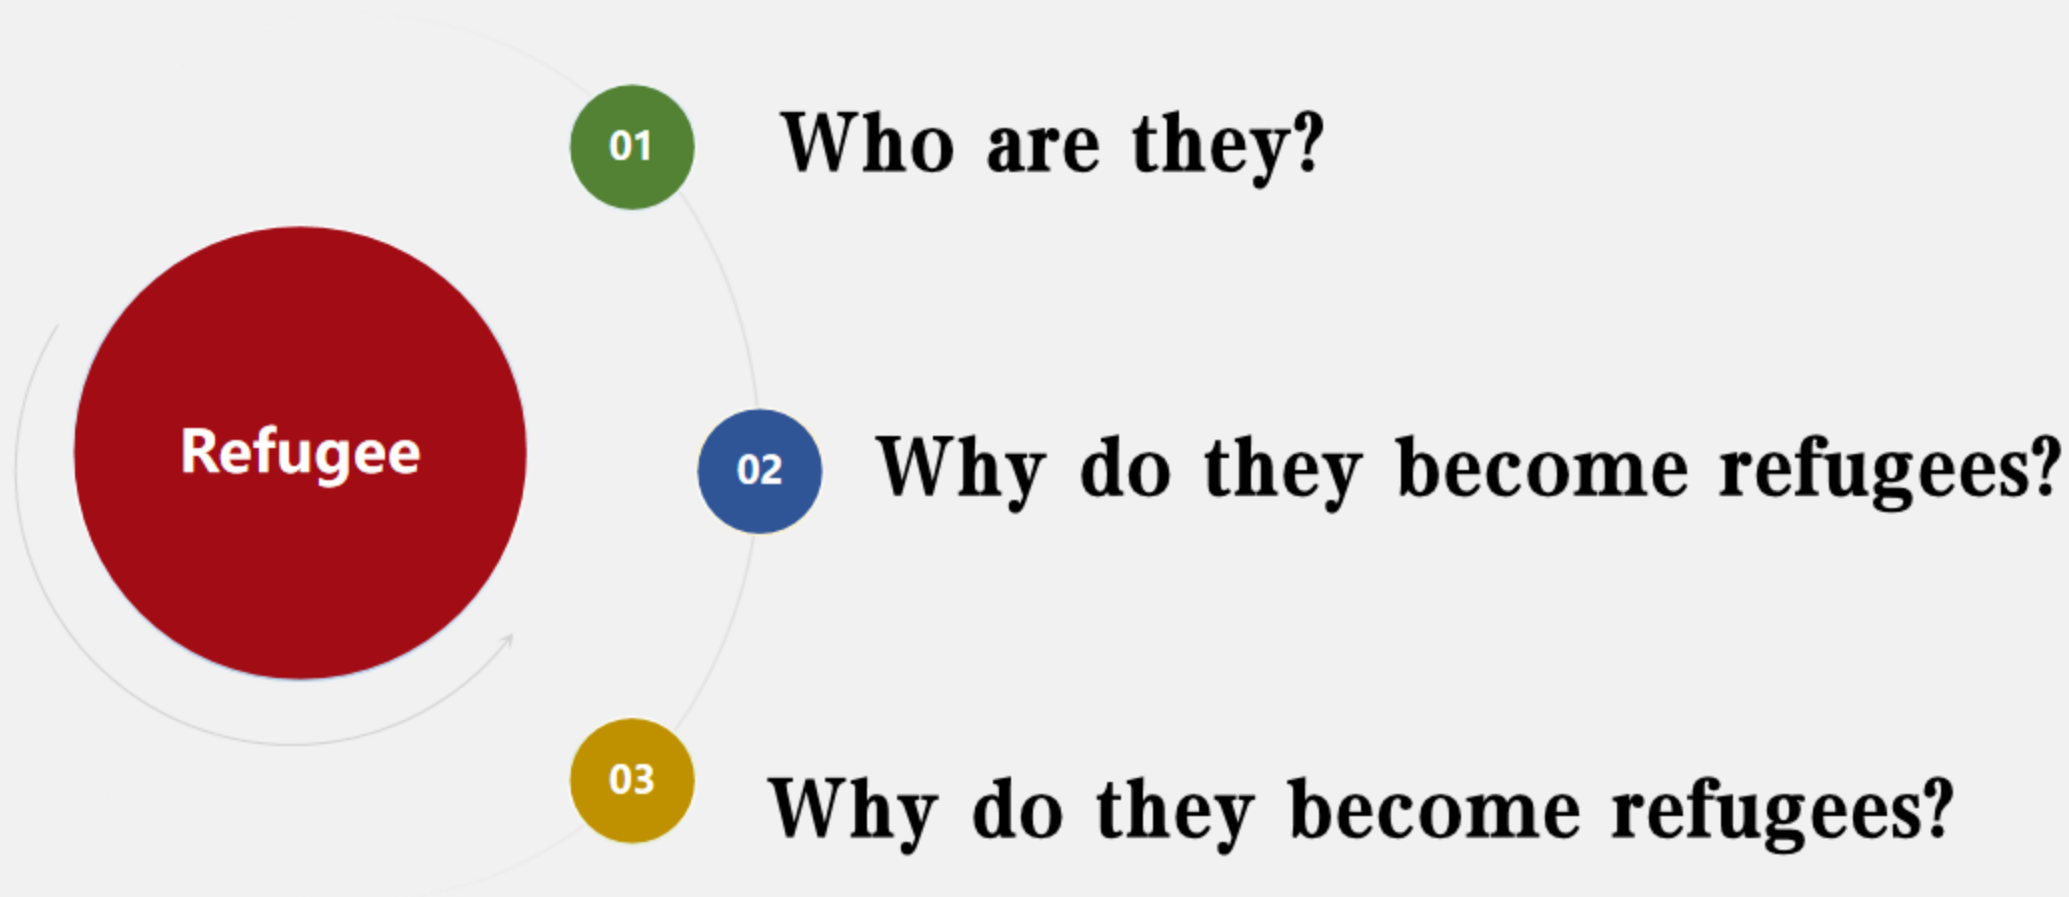 01
Who are they?
Refugee
02
Why do they become refugees?
03
Why do they become refugees?